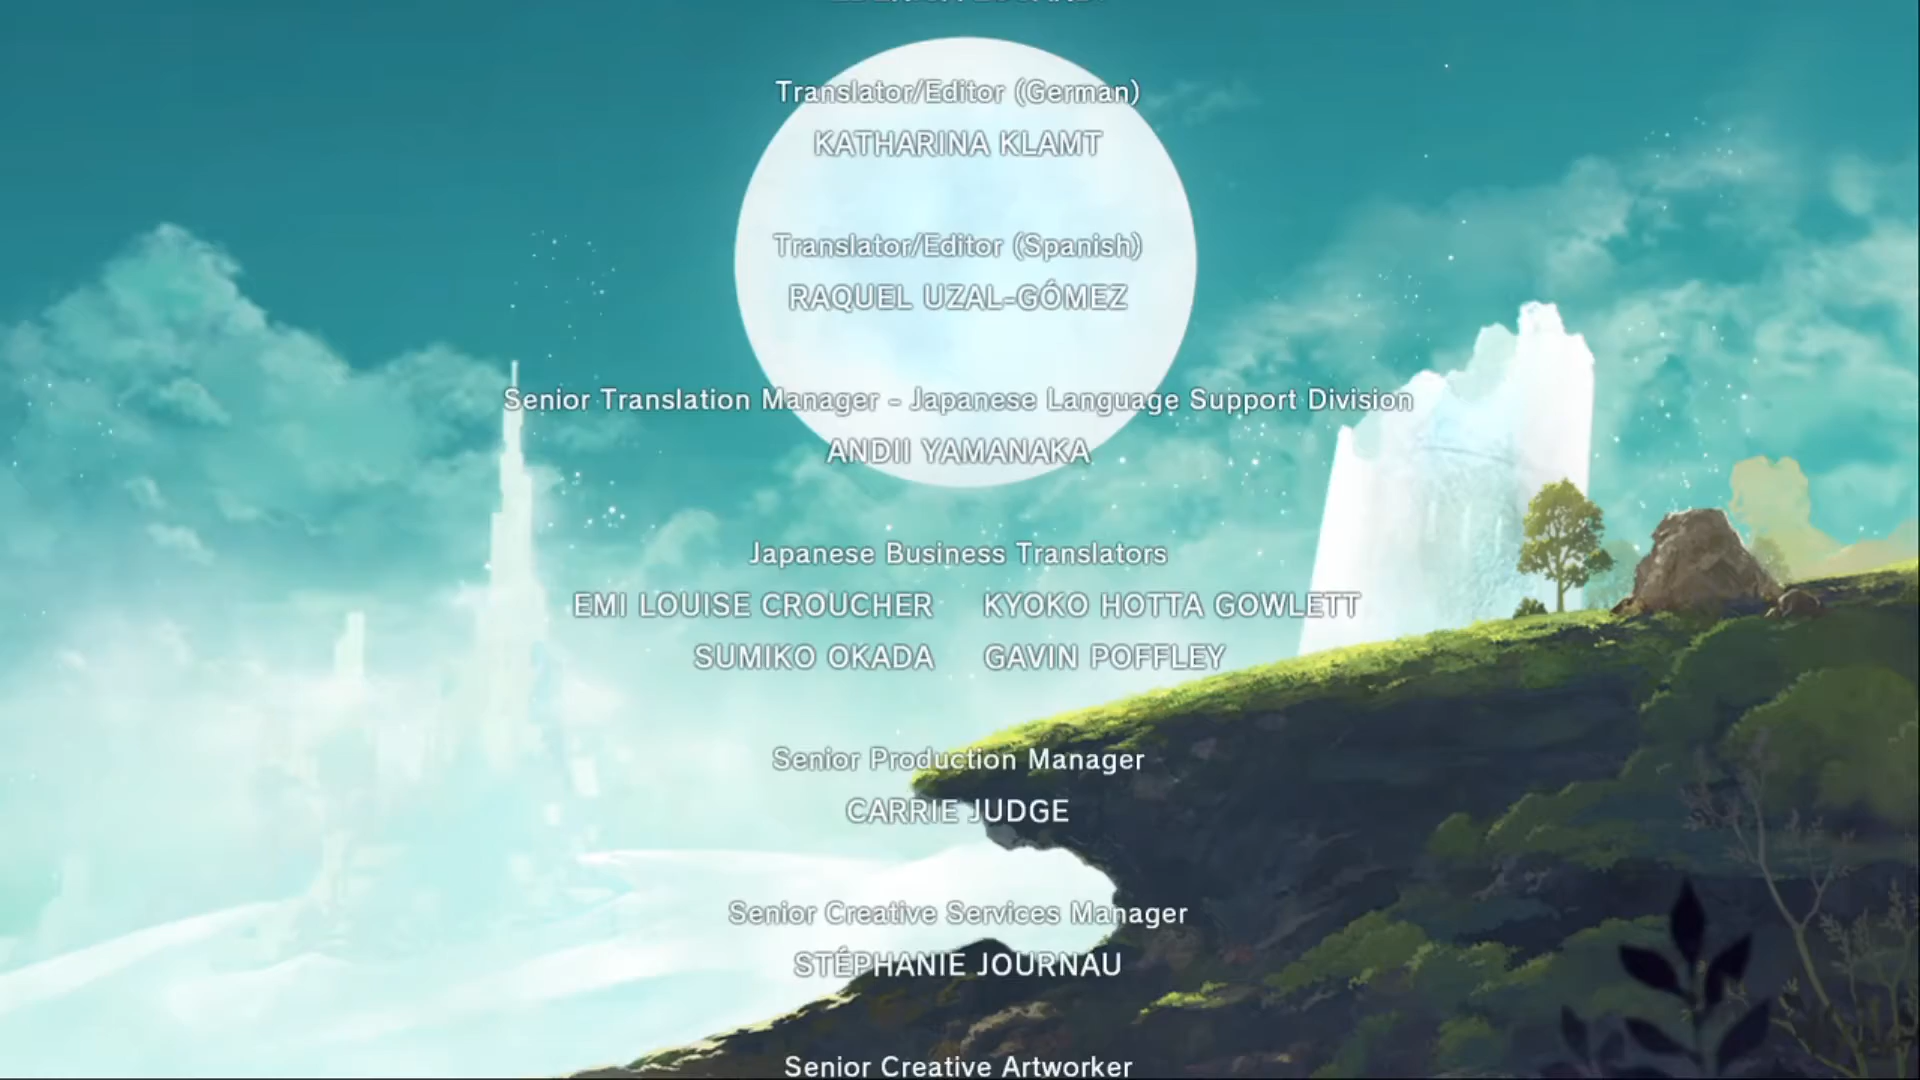 Translator/Editor (German)
KATHARINA KLAMT
Translator/Editor (Spanish)
RAQUEL UZAL-GÓMEZ
Senior Translation Manager - Japanese Language Support Division
ANDII YAMANAKA
Japanese Business Translators
EMI LOUISE CROUCHER KYOKO HOTTA GOWLETT
SUMIKO OKADA GAVIN POFFLEY
Senior Production Manager
CARRIE JUDGE
Senior Creative Services Manager
STÉPHANIE JOURNAU
Senior Creative Artworker